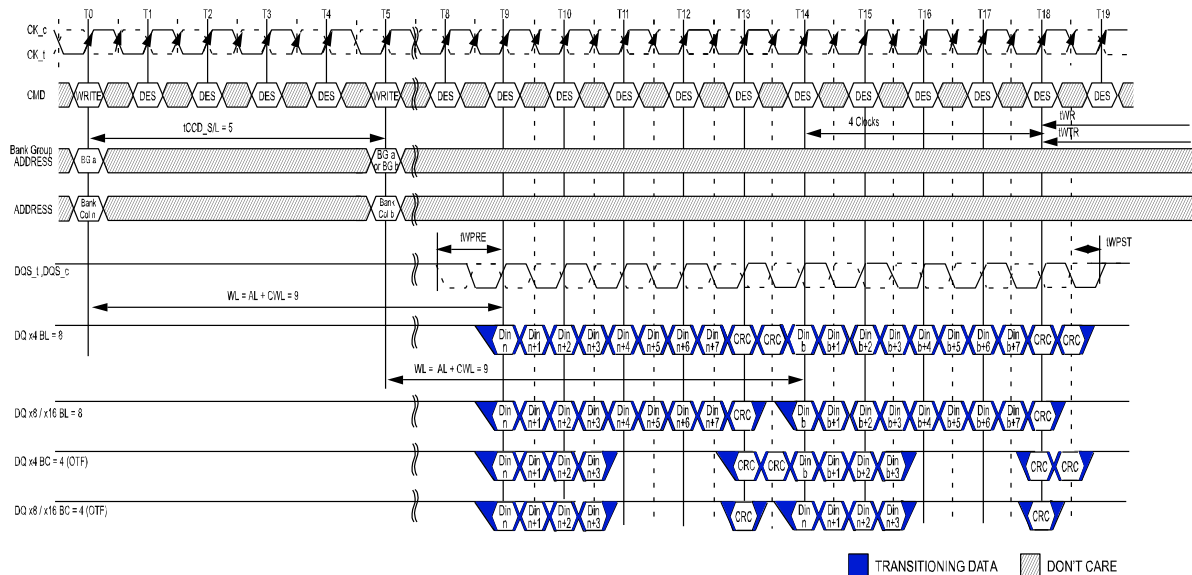 T0 T1 T2 T3 T4 T5 T8 T9 T10 T11 T12 T13 T14 T15 T16 T17 T18 T19
CK_c
CK_t
CMD WRITE DES DES DES DES WRITE DES DES DES DES DES DES DES DES DES DES DES DES
tCCD_S/L = 5 4 Clocks tWR
tWTR
Bank Group
ADDRESS BG a BG a
or BG b
ADDRESS Bank
Col n Bank
Col b
tWPRE tWPST
DQS_t ,DQS_c
WL = AL + CWL = 9
DQ x4 BL = 8 Din
n Din
n+1 Din
n+2 Din
n+3 Din
n+4 Din
n+5 Din
n+6 Din
n+7 CRC CRC Din
b Din
b+1 Din
b+2 Din
b+3 Din
b+4 Din
b+5 Din
b+6 Din
b+7 CRC CRC
WL = AL + CWL = 9
DQ x8 / x16 BL = 8 Din
n Din
n+1 Din
n+2 Din
n+3 Din
n+4 Din
n+5 Din
n+6 Din
n+7 CRC Din
b Din
b+1 Din
b+2 Din
b+3 Din
b+4 Din
b+5 Din
b+6 Din
b+7 CRC
DQ x4 BC = 4 (OTF) Din
n Din
n+1 Din
n+2 Din
n+3 CRC CRC Din
b Din
b+1 Din
b+2 Din
b+3 CRC CRC
DQ x8 / x16 BC = 4 (OTF) Din
n Din
n+1 Din
n+2 Din
n+3 CRC Din
n Din
b+1 Din
b+2 Din
b+3 CRC
TRANSITIONING DATA DON'T CARE